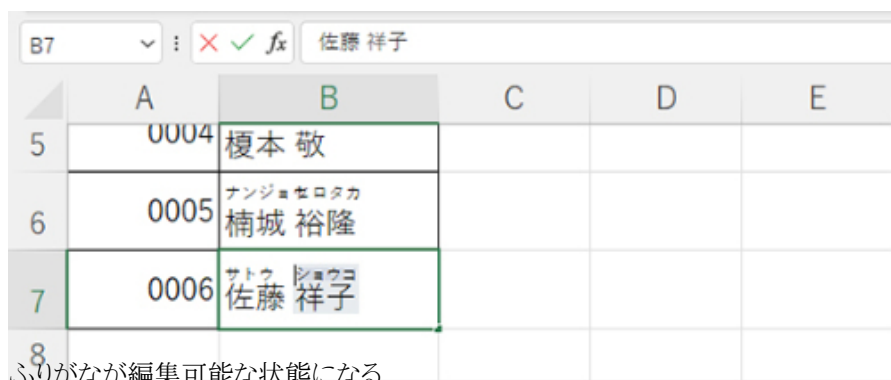 B7 fx 佐藤 祥子
A B C D E
5 0004 榎本 敬
ナンジョ ヒロタカ
6 0005 楠城 裕隆
サトウ ショウコ
7 0006 佐藤 祥子
8
ふりがなが編集可能な状態になる